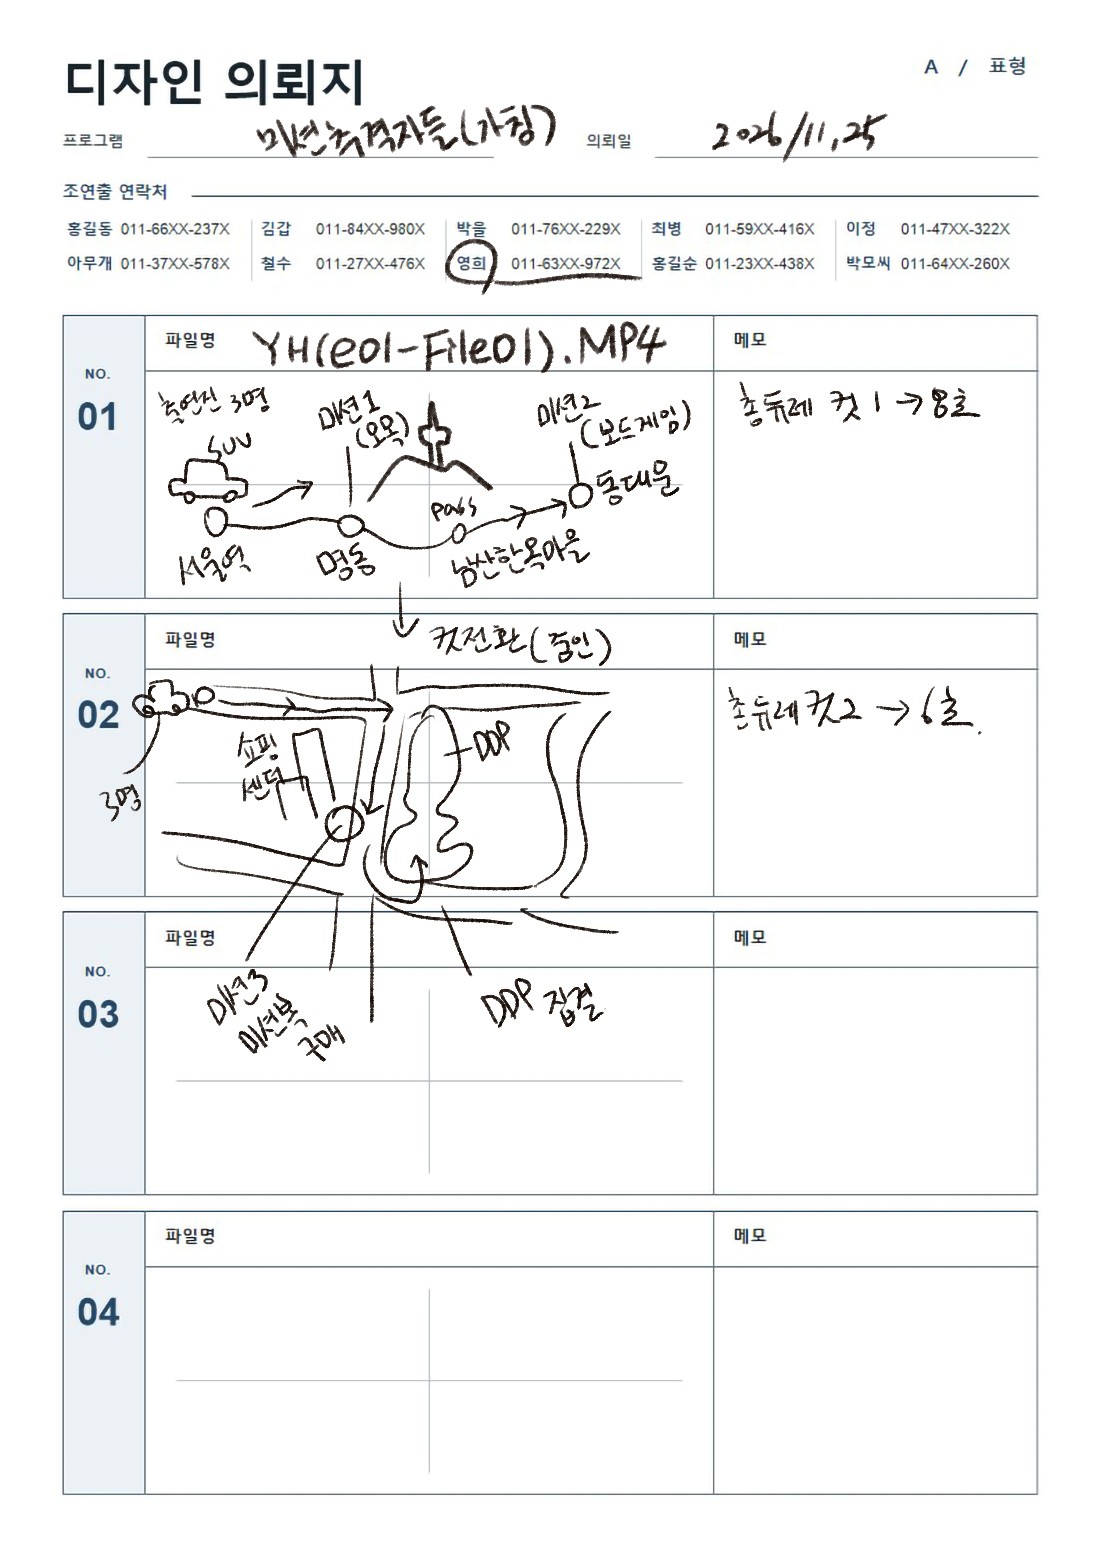 디자인 의뢰지
A / 표형
프로그램 미션추격자들(가칭) 의뢰일 2026/11,25
조연출 연락처
홍길동 011-66XX-237X 김갑 011-84XX-980X 박을 011-76XX-229X 최병 011-59XX-416X 이정 011-47XX-322X
아무개 011-37XX-578X 철수 011-27XX-476X 영희 011-63XX-972X 홍길순 011-23XX-438X 박모씨 011-64XX-260X
NO.
01
파일명 YH(e01-File01).MP4
메모
출연진 3명
SUV
미션1
(오목)
미션2
(보드게임)
서울역
명동
pass
남산한옥마을
동대문
총듀레 컷1 → 8초
컷전환(줌인)
NO.
02
파일명
메모
3명
쇼핑
센터
DDP
총듀레 컷2 → 6초.
NO.
03
파일명
메모
미션3
미션복
구매
DDP 집결
NO.
04
파일명
메모